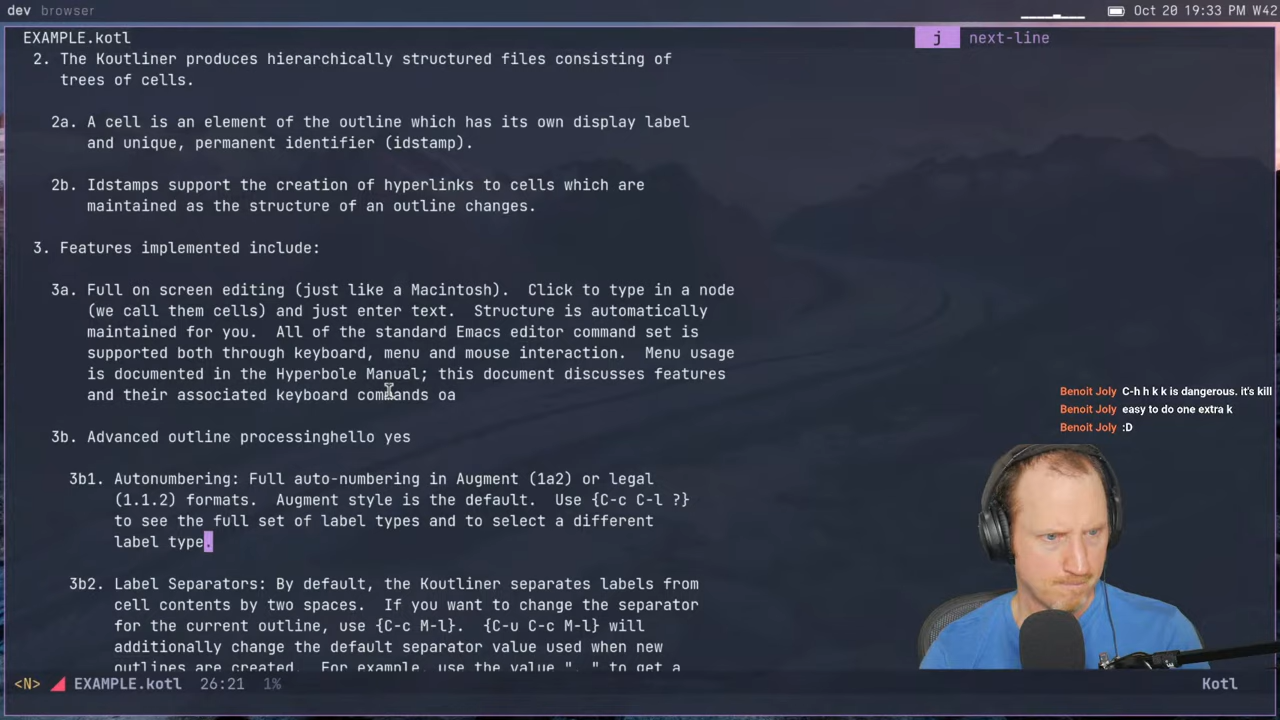 dev browser
Oct 20 19:33 PM W42
EXAMPLE.kotl
j next-line
2. The Koutliner produces hierarchically structured files consisting of
trees of cells.
2a. A cell is an element of the outline which has its own display label
and unique, permanent identifier (idstamp).
2b. Idstamps support the creation of hyperlinks to cells which are
maintained as the structure of an outline changes.
3. Features implemented include:
3a. Full on screen editing (just like a Macintosh).  Click to type in a node
(we call them cells) and just enter text.  Structure is automatically
maintained for you.  All of the standard Emacs editor command set is
supported both through keyboard, menu and mouse interaction.  Menu usage
is documented in the Hyperbole Manual; this document discusses features
and their associated keyboard commands oa
3b. Advanced outline processinghello yes
3b1. Autonumbering: Full auto-numbering in Augment (1a2) or legal
(1.1.2) formats.  Augment style is the default.  Use {C-c C-l ?}
to see the full set of label types and to select a different
label type.
3b2. Label Separators: By default, the Koutliner separates labels from
cell contents by two spaces.  If you want to change the separator
for the current outline, use {C-c M-l}.  {C-u C-c M-l} will
additionally change the default separator value used when new
outlines are created.  For example, use the value ". " to get a
Benoit Joly C-h h k k is dangerous. it's kill
Benoit Joly easy to do one extra k
Benoit Joly :D
<N> EXAMPLE.kotl 26:21 1% Kotl